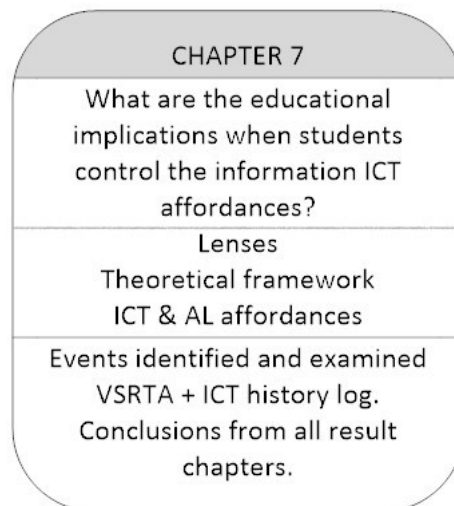 CHAPTER 7
What are the educational
implications when students
control the information ICT
affordances?
Lenses
Theoretical framework
ICT & AL affordances
Events identified and examined
VSRTA + ICT history log.
Conclusions from all result
chapters.